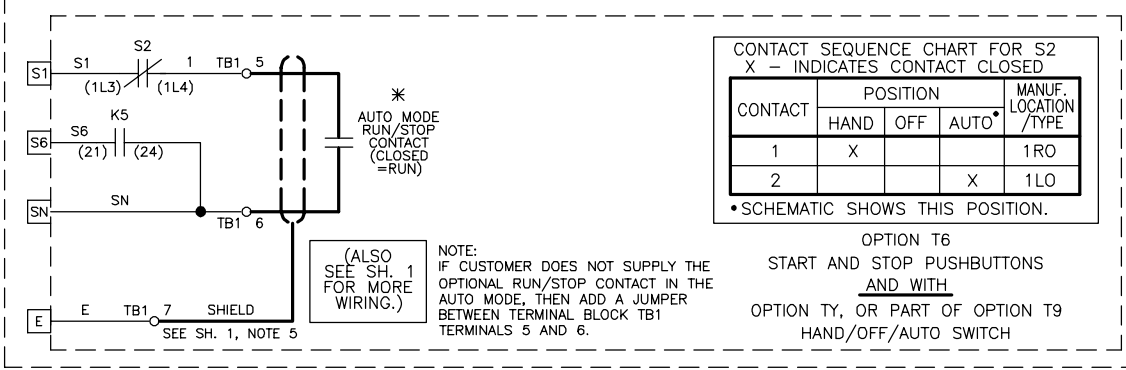 S2
S1 S1 1 TB1 5
(1L3) (1L4)
K5
S6 S6
(21) (24)
SN SN
TB1 6
E E TB1 7 SHIELD
SEE SH. 1, NOTE 5
*
AUTO MODE
RUN/STOP
CONTACT
(CLOSED
=RUN)
(ALSO
SEE SH. 1
FOR MORE
WIRING.)
NOTE:
IF CUSTOMER DOES NOT SUPPLY THE
OPTIONAL RUN/STOP CONTACT IN THE
AUTO MODE, THEN ADD A JUMPER
BETWEEN TERMINAL BLOCK TB1
TERMINALS 5 AND 6.
CONTACT SEQUENCE CHART FOR S2
X – INDICATES CONTACT CLOSED
CONTACT POSITION MANUF. LOCATION /TYPE
HAND OFF AUTO•
1 X 1RO
2 X 1LO
•SCHEMATIC SHOWS THIS POSITION.
OPTION T6
START AND STOP PUSHBUTTONS
AND WITH
OPTION TY, OR PART OF OPTION T9
HAND/OFF/AUTO SWITCH